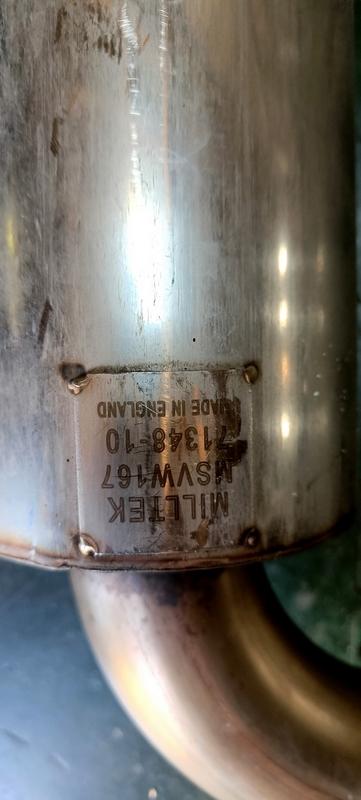 MILLTEK
MSVW167
71348-10
MADE IN ENGLAND